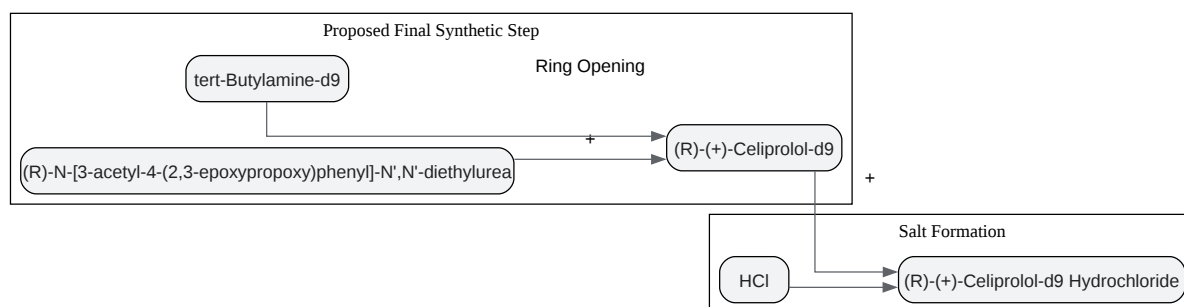 Proposed Final Synthetic Step
Ring Opening
tert-Butylamine-d9
+
(R)-(+)-Celiprolol-d9
(R)-N-[3-acetyl-4-(2,3-epoxypropoxy)phenyl]-N',N'-diethylurea
+
Salt Formation
HCl
(R)-(+)-Celiprolol-d9 Hydrochloride